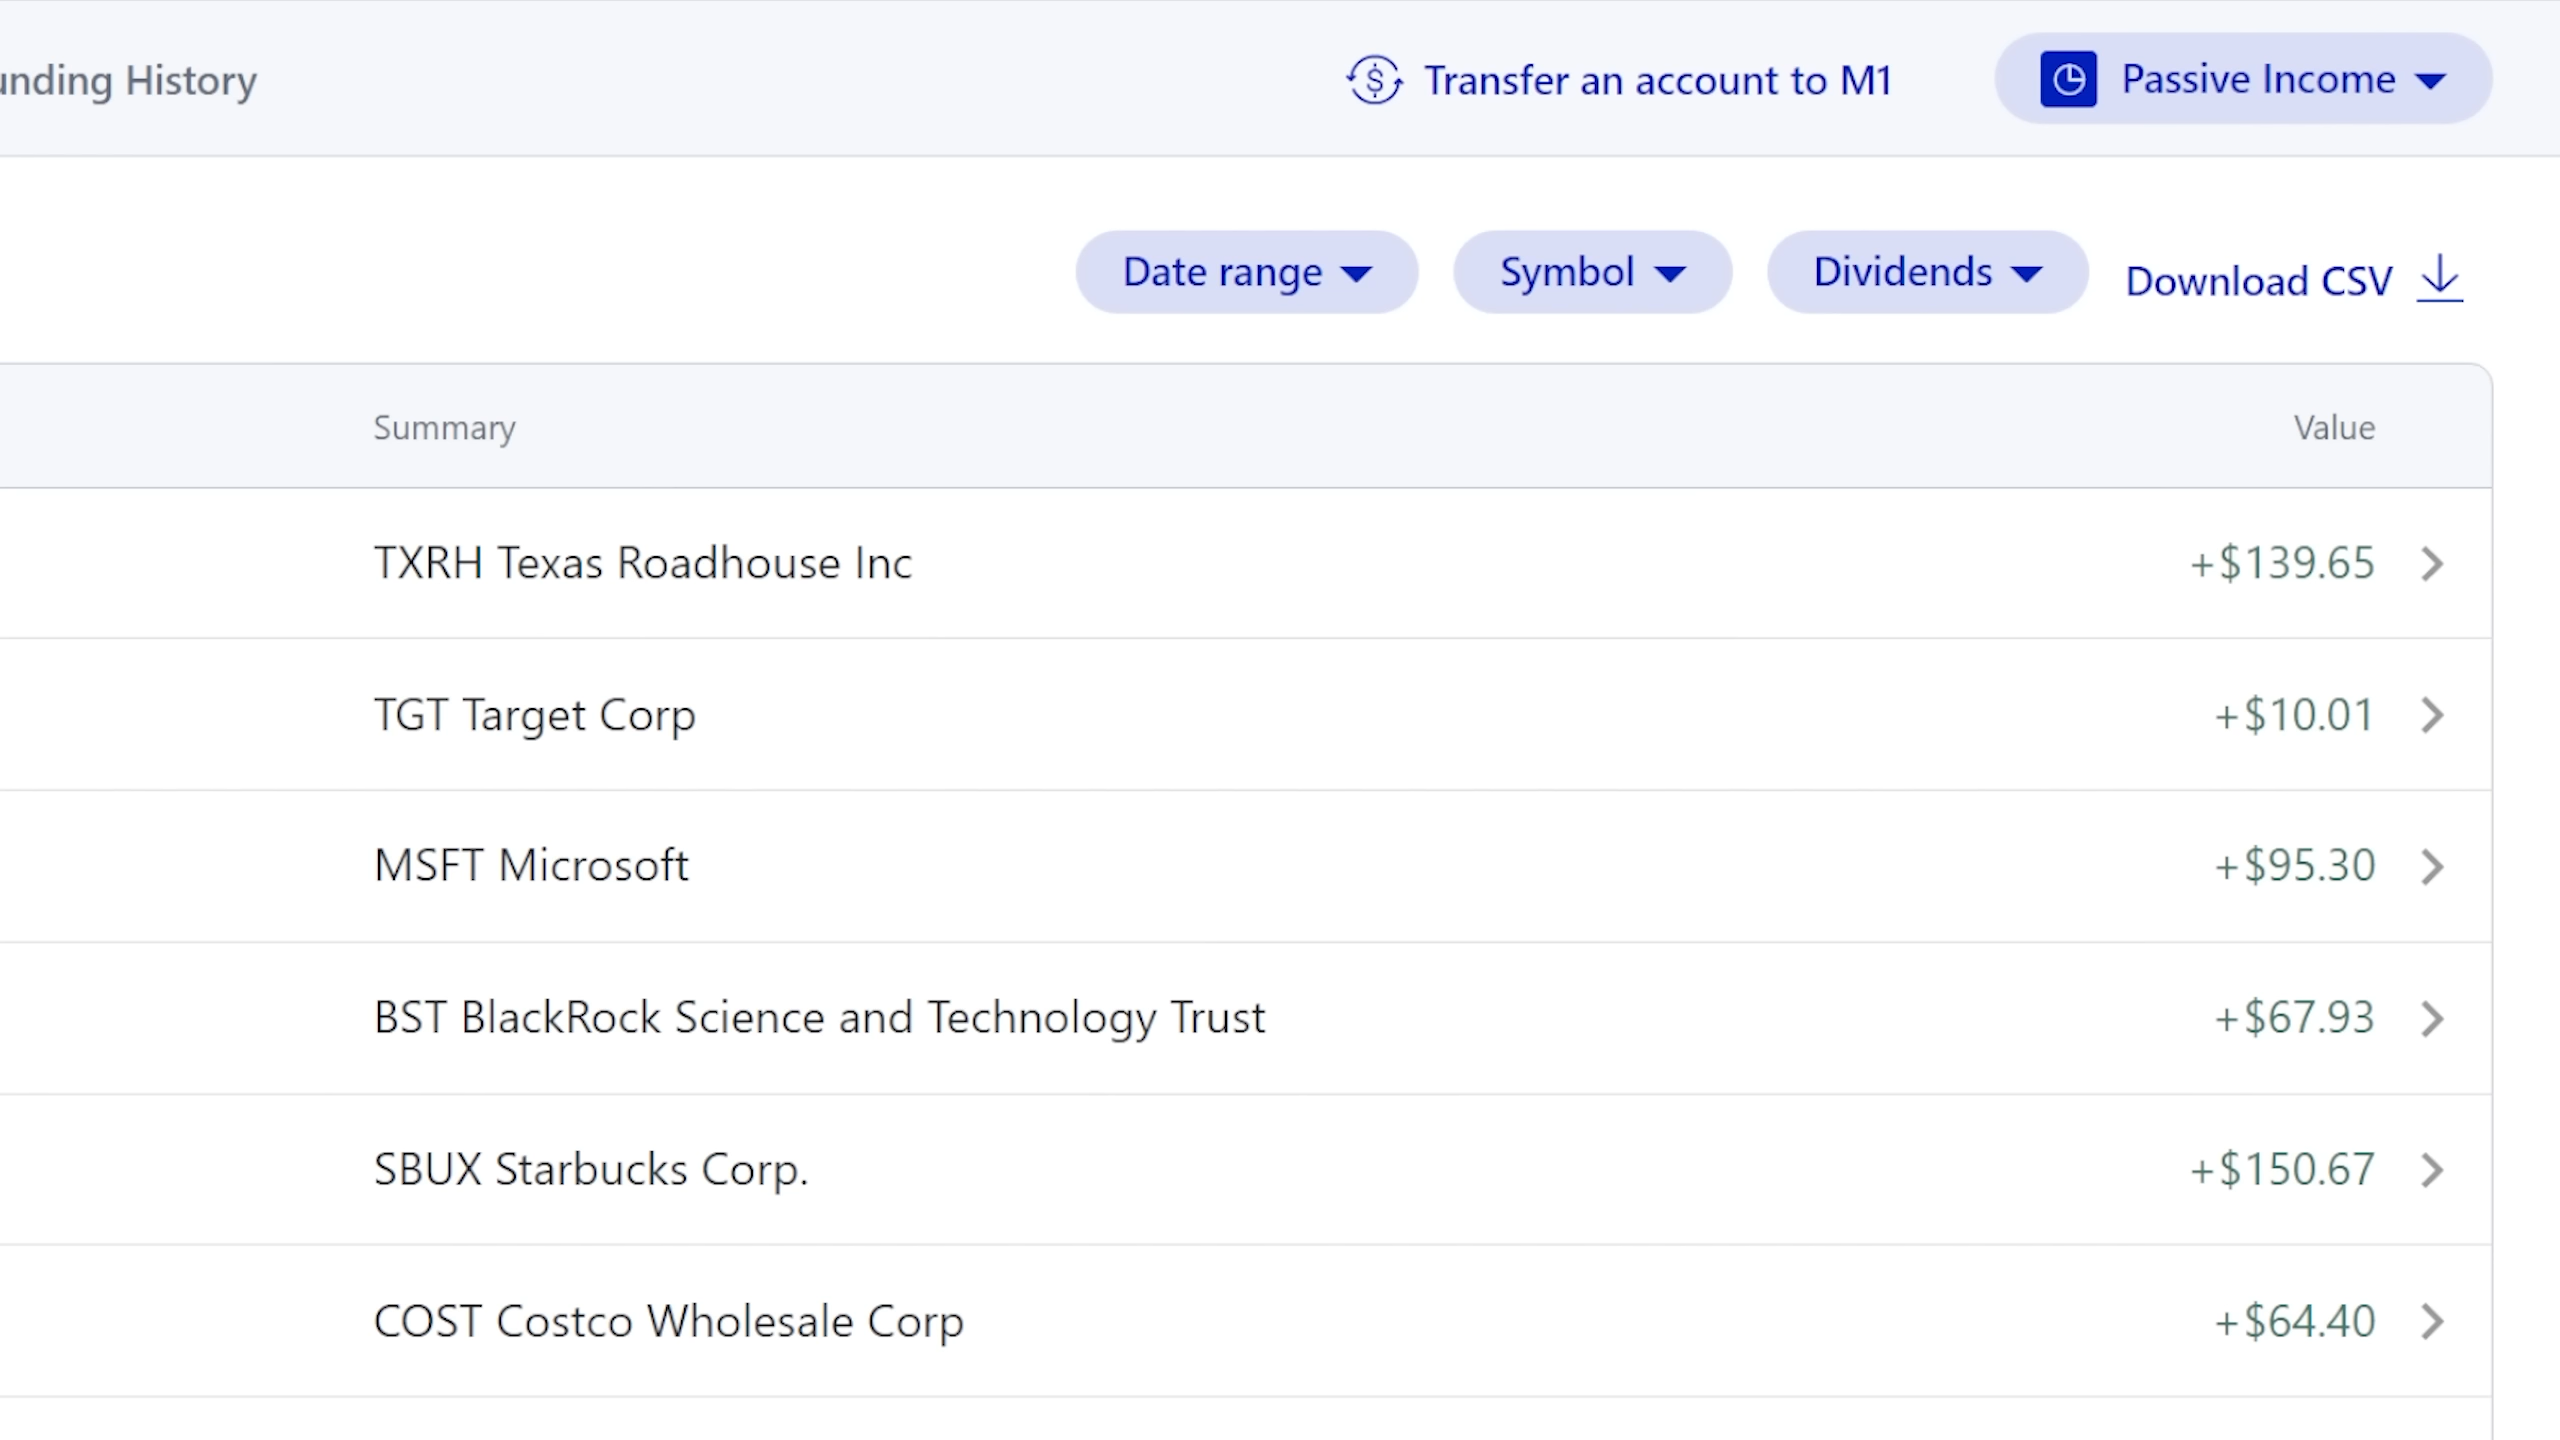 unding History
Transfer an account to M1
Passive Income
Date range
Symbol
Dividends
Download CSV
Summary
Value
TXRH Texas Roadhouse Inc +$139.65
TGT Target Corp +$10.01
MSFT Microsoft +$95.30
BST BlackRock Science and Technology Trust +$67.93
SBUX Starbucks Corp. +$150.67
COST Costco Wholesale Corp +$64.40